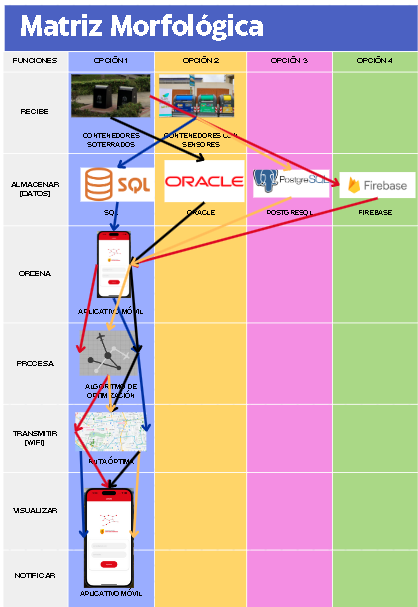 Matriz Morfológica
FUNCIONES OPCIÓN 1 OPCIÓN 2 OPCIÓN 3 OPCIÓN 4
RECIBE
CONTENEDORES SOTERRADOS
CONTENEDORES CON SENSORES
ALMACENAR [DATOS]
SQL
ORACLE
PostgreSQL
Firebase
SQL ORACLE POSTGRESQL FIREBASE
ORDENA
APLICATIVO MÓVIL
PROCESA
ALGORITMO DE OPTIMIZACIÓN
TRANSMITIR [WIFI]
RUTA ÓPTIMA
VISUALIZAR
NOTIFICAR
APLICATIVO MÓVIL